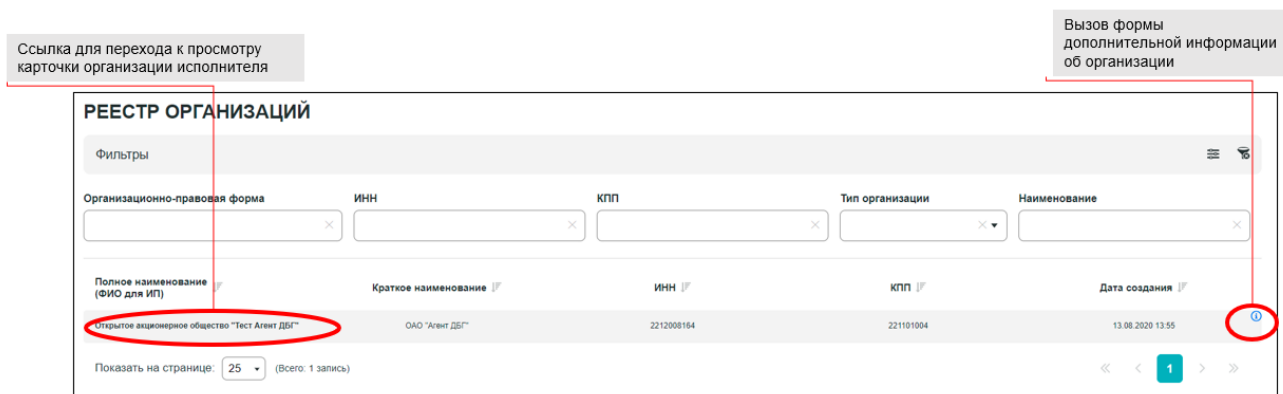 Ссылка для перехода к просмотру
карточки организации исполнителя
Вызов формы
дополнительной информации
об организации
РЕЕСТР ОРГАНИЗАЦИЙ
Фильтры
Организационно-правовая форма ИНН КПП Тип организации Наименование
Полное наименование
(ФИО для ИП) Краткое наименование ИНН КПП Дата создания
Открытое акционерное общество "Тест Агент ДБГ" ОАО "Агент ДБГ" 2212008164 221101004 13.08.2020 13:55
Показать на странице: 25 (Всего: 1 запись) « < 1 > »